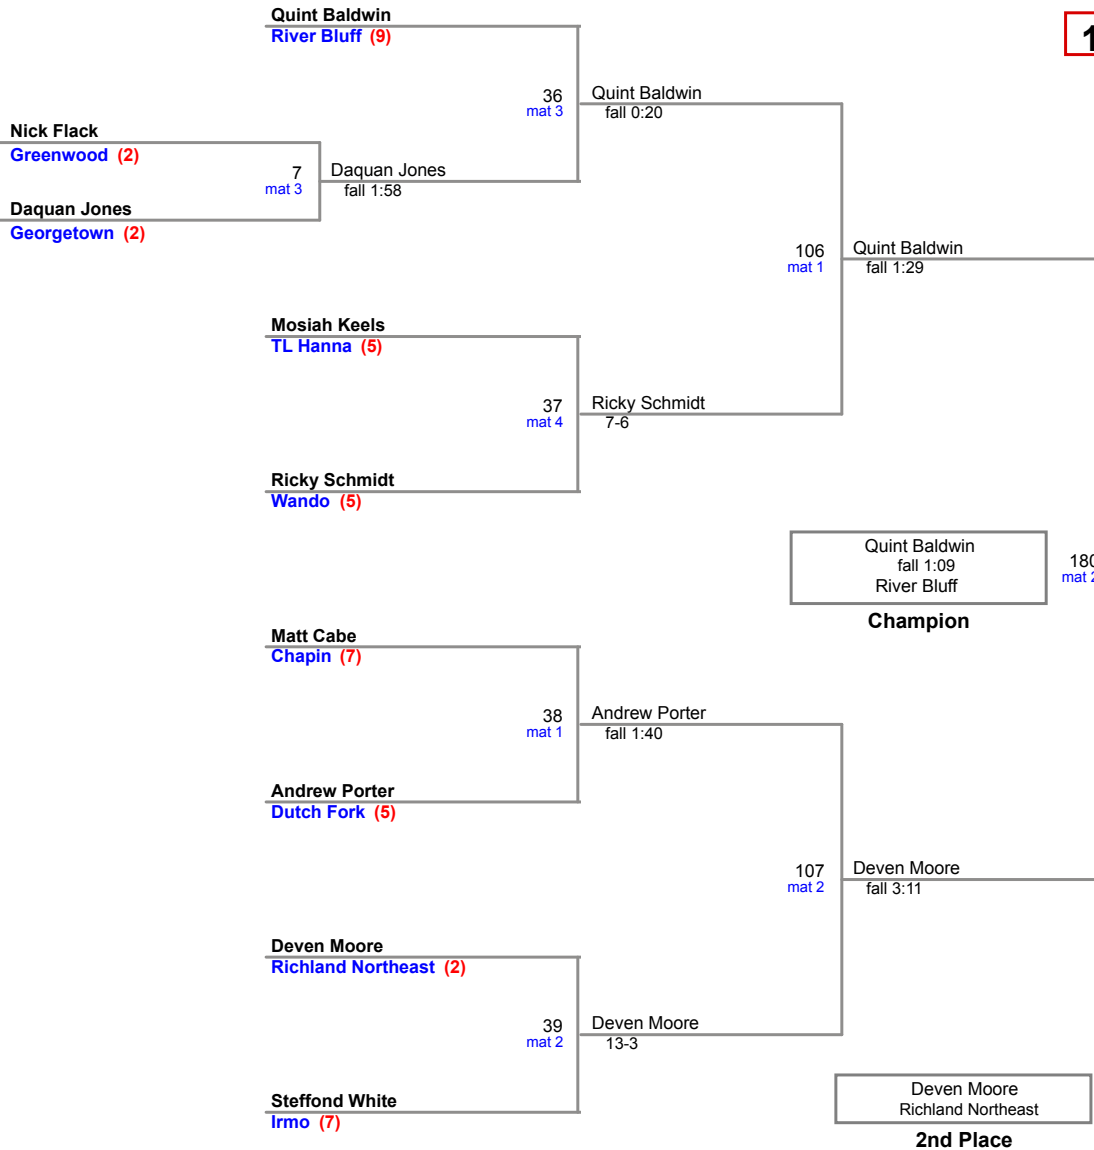 Quint Baldwin
River Bluff (9)
1
36
mat 3
Quint Baldwin
fall 0:20
Nick Flack
Greenwood (2)
7
mat 3
Daquan Jones
fall 1:58
Daquan Jones
Georgetown (2)
106
mat 1
Quint Baldwin
fall 1:29
Mosiah Keels
TL Hanna (5)
37
mat 4
Ricky Schmidt
7-6
Ricky Schmidt
Wando (5)
Quint Baldwin
fall 1:09
River Bluff
180
mat 2
Champion
Matt Cabe
Chapin (7)
38
mat 1
Andrew Porter
fall 1:40
Andrew Porter
Dutch Fork (5)
107
mat 2
Deven Moore
fall 3:11
Deven Moore
Richland Northeast (2)
39
mat 2
Deven Moore
13-3
Steffond White
Irmo (7)
Deven Moore
Richland Northeast
2nd Place